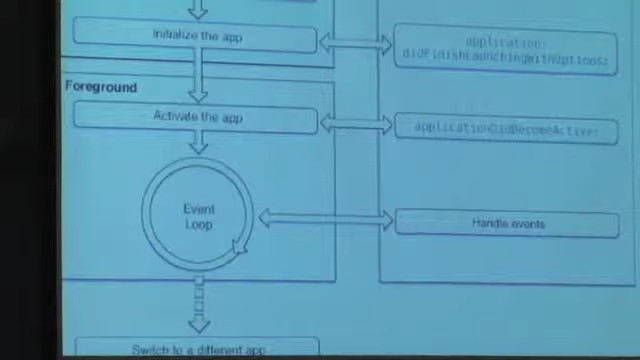 Initialize the app
application:
didFinishLaunchingWithOptions:
Foreground
Activate the app
applicationDidBecomeActive:
Event
Loop
Handle events
Switch to a different app